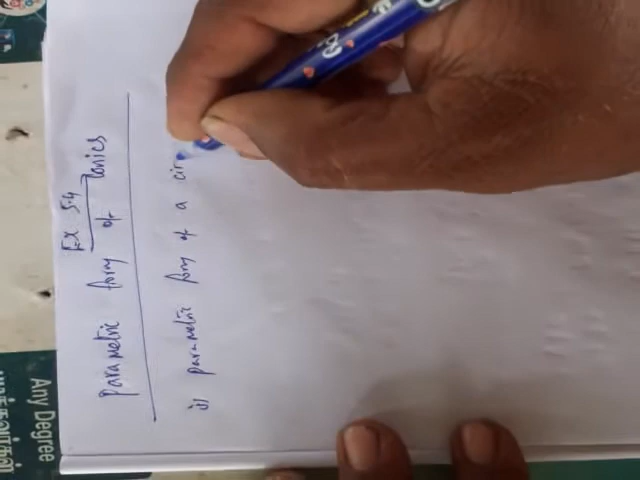 Ex 5.4
Parametric form of Conics
i) parametric form of a cir
Any Degree